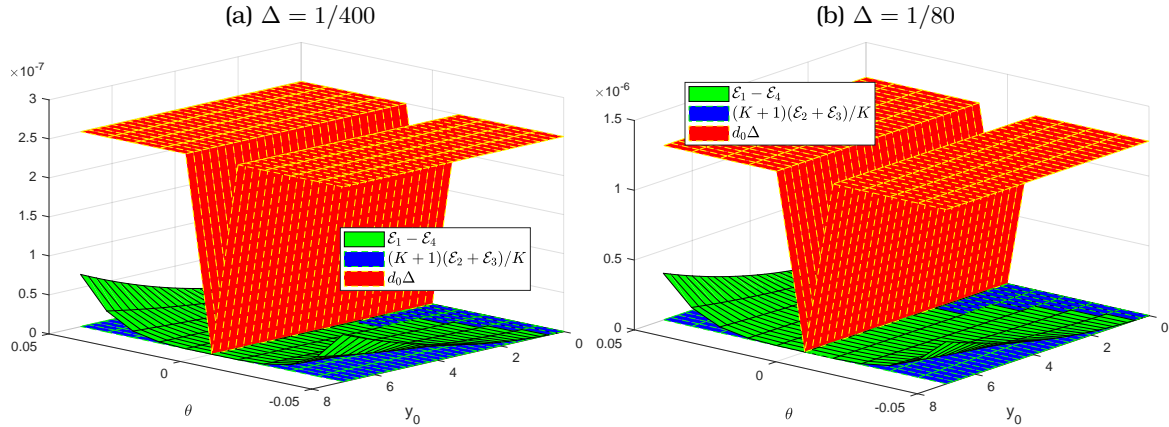 (a) Δ = 1/400
×10⁻⁷
3
2.5
2
1.5
1
0.5
0
0.05
0
-0.05
θ
8
6
4
2
0
y₀
ℰ₁ − ℰ₄
(K + 1)(ℰ₂ + ℰ₃)/K
d₀Δ
(b) Δ = 1/80
×10⁻⁶
1.5
1
0.5
0
0.05
0
-0.05
θ
8
6
4
2
0
y₀
ℰ₁ − ℰ₄
(K + 1)(ℰ₂ + ℰ₃)/K
d₀Δ